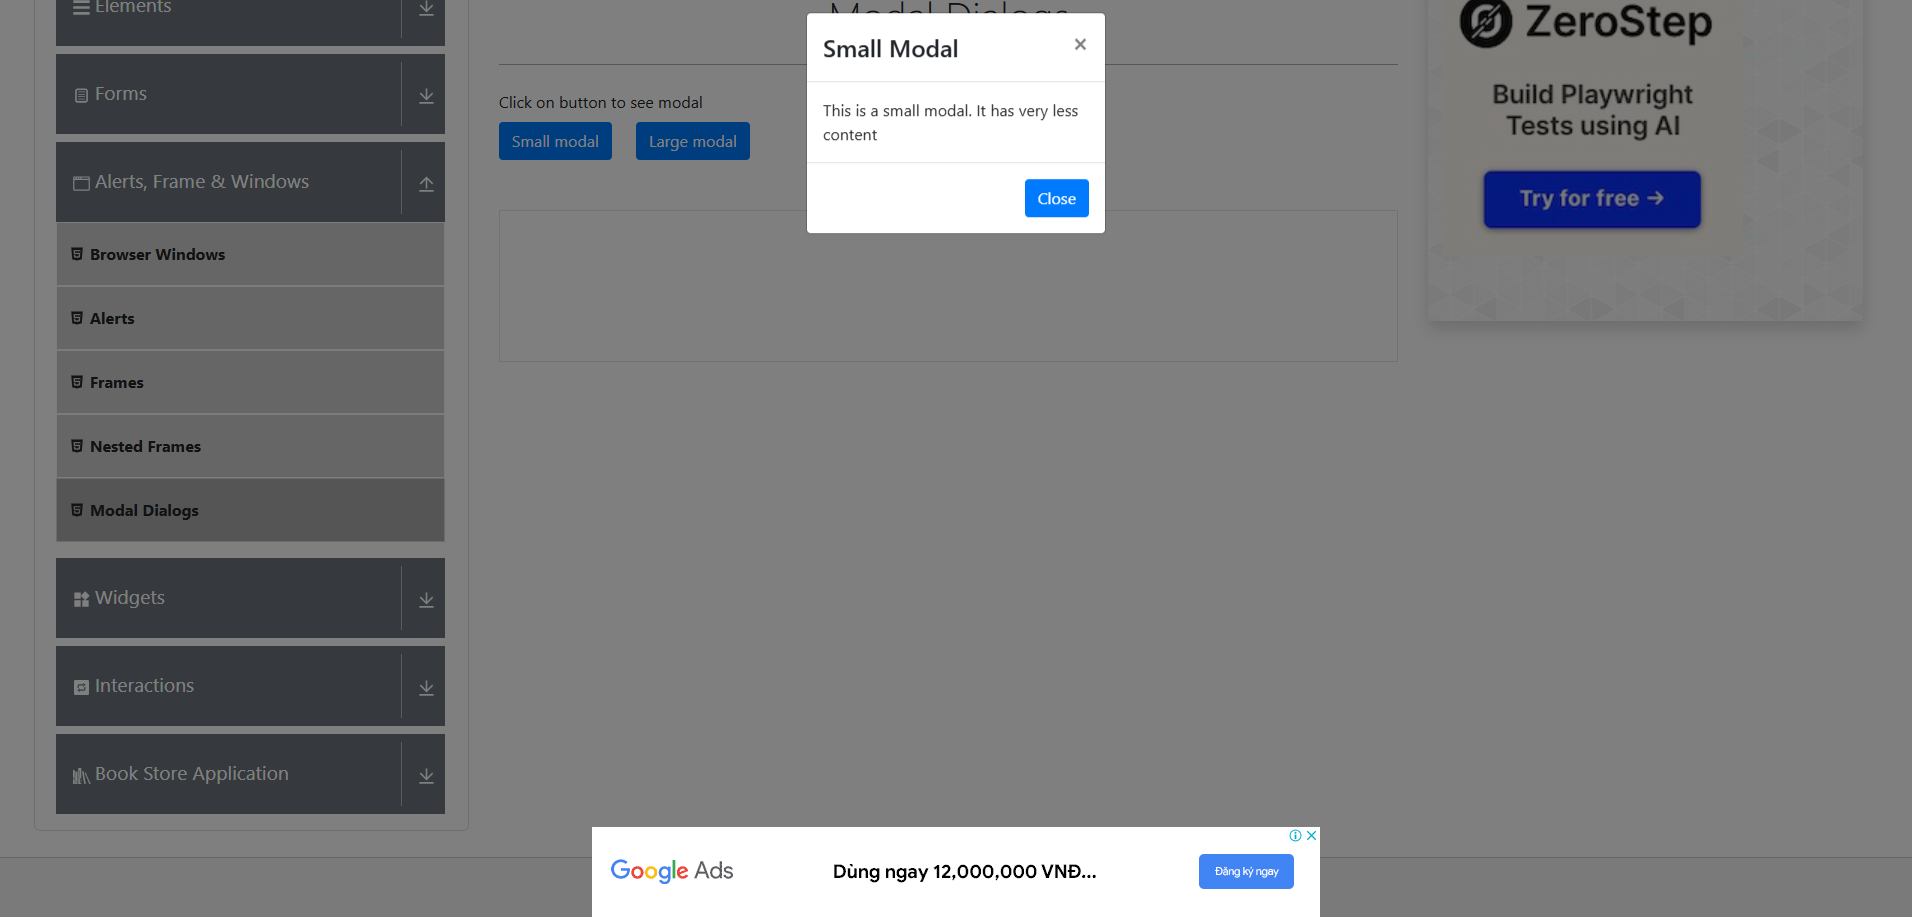 Elements
Forms
Alerts, Frame & Windows
Browser Windows
Alerts
Frames
Nested Frames
Modal Dialogs
Widgets
Interactions
Book Store Application
Modal Dialogs
Click on button to see modal
Small modal
Large modal
Small Modal
×
This is a small modal. It has very less
content
Close
ZeroStep
Build Playwright
Tests using AI
Try for free →
Google Ads
Dùng ngay 12,000,000 VNĐ...
Đăng ký ngay